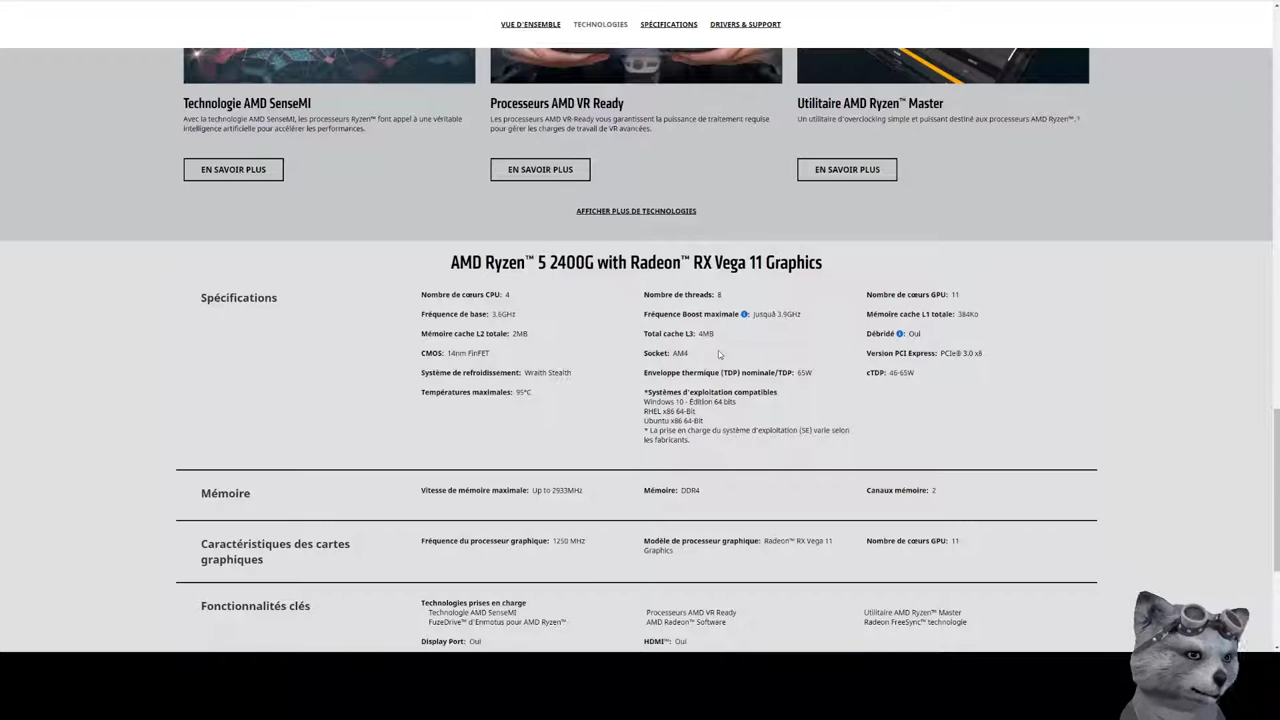 VUE D'ENSEMBLE TECHNOLOGIES SPÉCIFICATIONS DRIVERS & SUPPORT
Technologie AMD SenseMI
Avec la technologie AMD SenseMI, les processeurs Ryzen™ font appel à une véritable
intelligence artificielle pour accélérer les performances.
EN SAVOIR PLUS
Processeurs AMD VR Ready
Les processeurs AMD VR-Ready vous garantissent la puissance de traitement requise
pour gérer les charges de travail de VR avancées.
EN SAVOIR PLUS
Utilitaire AMD Ryzen™ Master
Un utilitaire d'overclocking simple et puissant destiné aux processeurs AMD Ryzen™.
EN SAVOIR PLUS
AFFICHER PLUS DE TECHNOLOGIES
AMD Ryzen™ 5 2400G with Radeon™ RX Vega 11 Graphics
Spécifications
Nombre de cœurs CPU: 4 Nombre de threads: 8 Nombre de cœurs GPU: 11
Fréquence de base: 3.6GHz Fréquence Boost maximale : Jusqu'à 3.9GHz Mémoire cache L1 totale: 384Ko
Mémoire cache L2 totale: 2MB Total cache L3: 4MB Débridé : Oui
CMOS: 14nm FinFET Socket: AM4 Version PCI Express: PCIe® 3.0 x8
Système de refroidissement: Wraith Stealth Enveloppe thermique (TDP) nominale/TDP: 65W cTDP: 46-65W
Températures maximales: 95°C *Systèmes d'exploitation compatibles
Windows 10 - Édition 64 bits
RHEL x86 64-Bit
Ubuntu x86 64-Bit
* La prise en charge du système d'exploitation (SE) varie selon
les fabricants.
Mémoire
Vitesse de mémoire maximale: Up to 2933MHz Mémoire: DDR4 Canaux mémoire: 2
Caractéristiques des cartes
graphiques
Fréquence du processeur graphique: 1250 MHz Modèle de processeur graphique: Radeon™ RX Vega 11
Graphics
Nombre de cœurs GPU: 11
Fonctionnalités clés
Technologies prises en charge
Technologie AMD SenseMI Processeurs AMD VR Ready Utilitaire AMD Ryzen™ Master
FuzeDrive™ d'Enmotus pour AMD Ryzen™ AMD Radeon™ Software Radeon FreeSync™ technologie
Display Port: Oui HDMI™: Oui